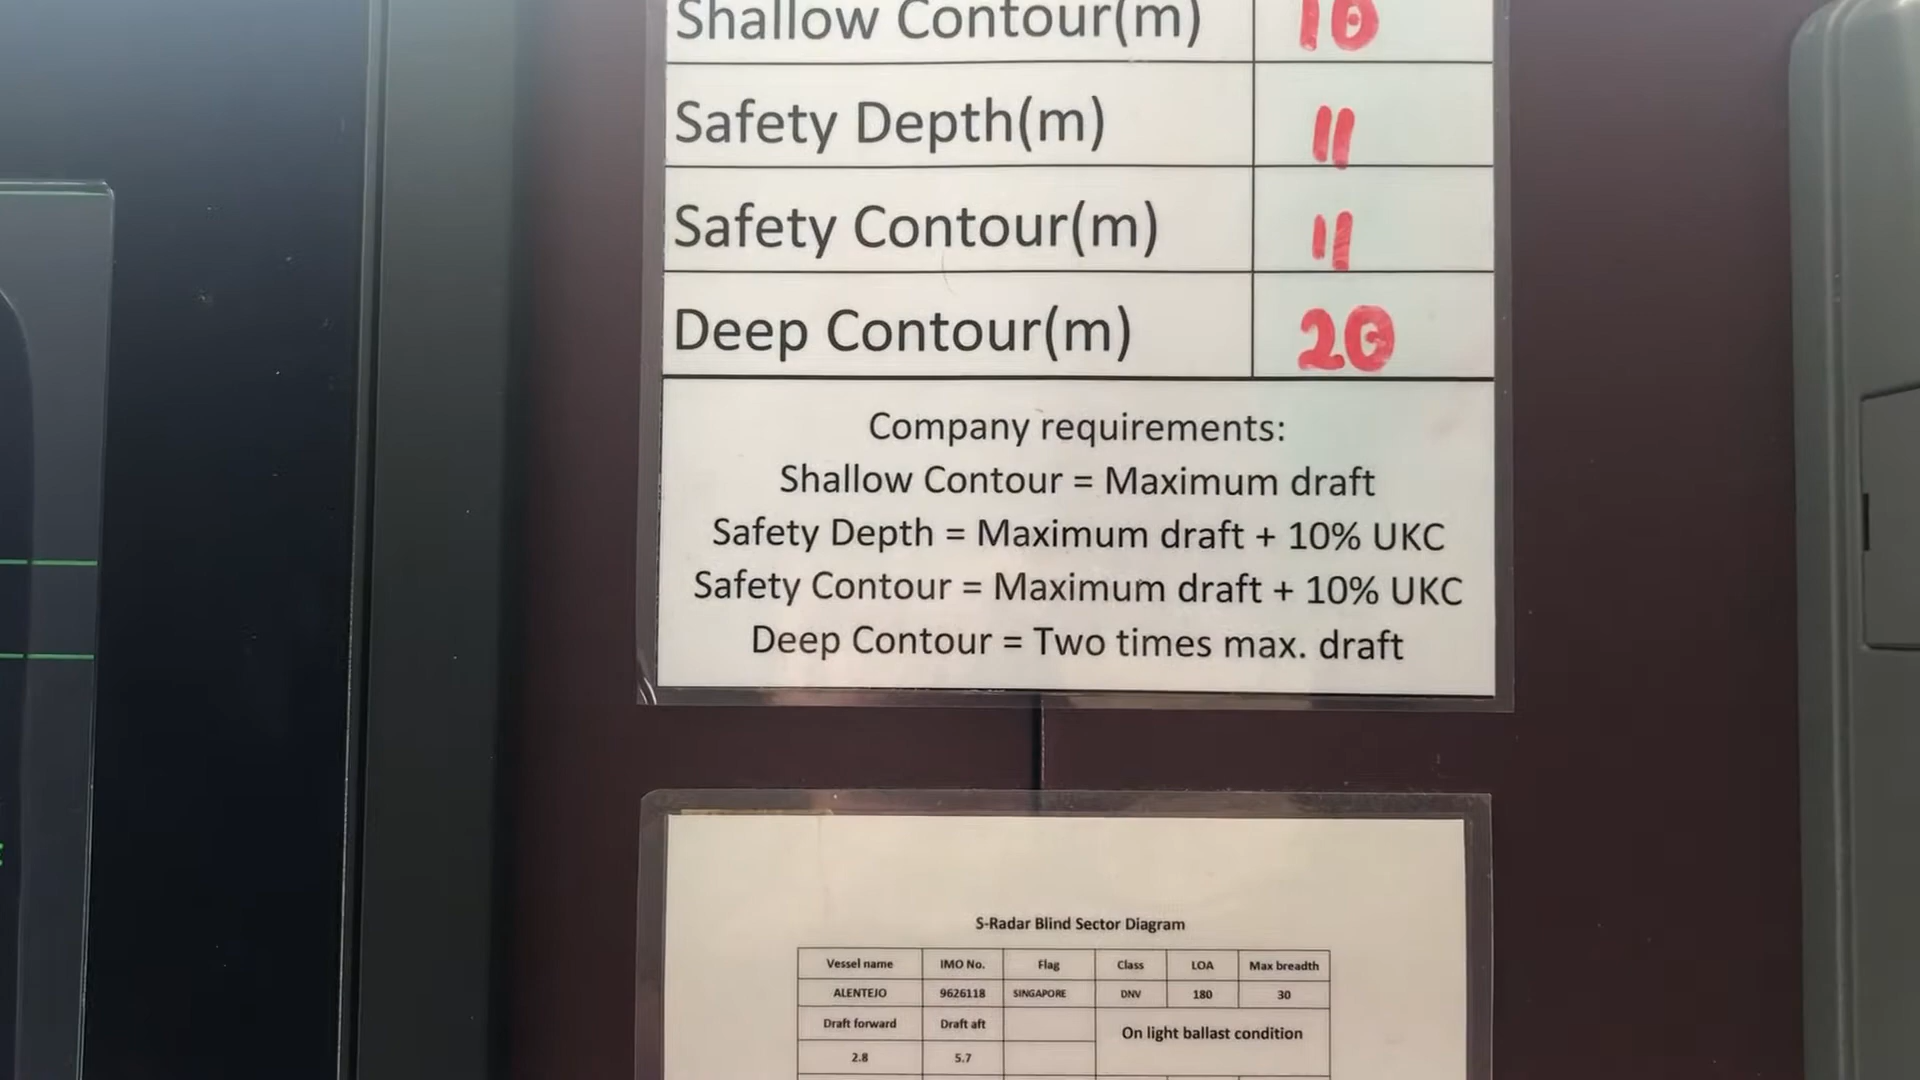 Shallow Contour(m) 10
Safety Depth(m) 11
Safety Contour(m) 11
Deep Contour(m) 20
Company requirements:
Shallow Contour = Maximum draft
Safety Depth = Maximum draft + 10% UKC
Safety Contour = Maximum draft + 10% UKC
Deep Contour = Two times max. draft
S-Radar Blind Sector Diagram
Vessel name IMO No. Flag Class LOA Max breadth
ALENTEJO 9626118 SINGAPORE DNV 180 30
Draft forward Draft aft On light ballast condition
2.8 5.7